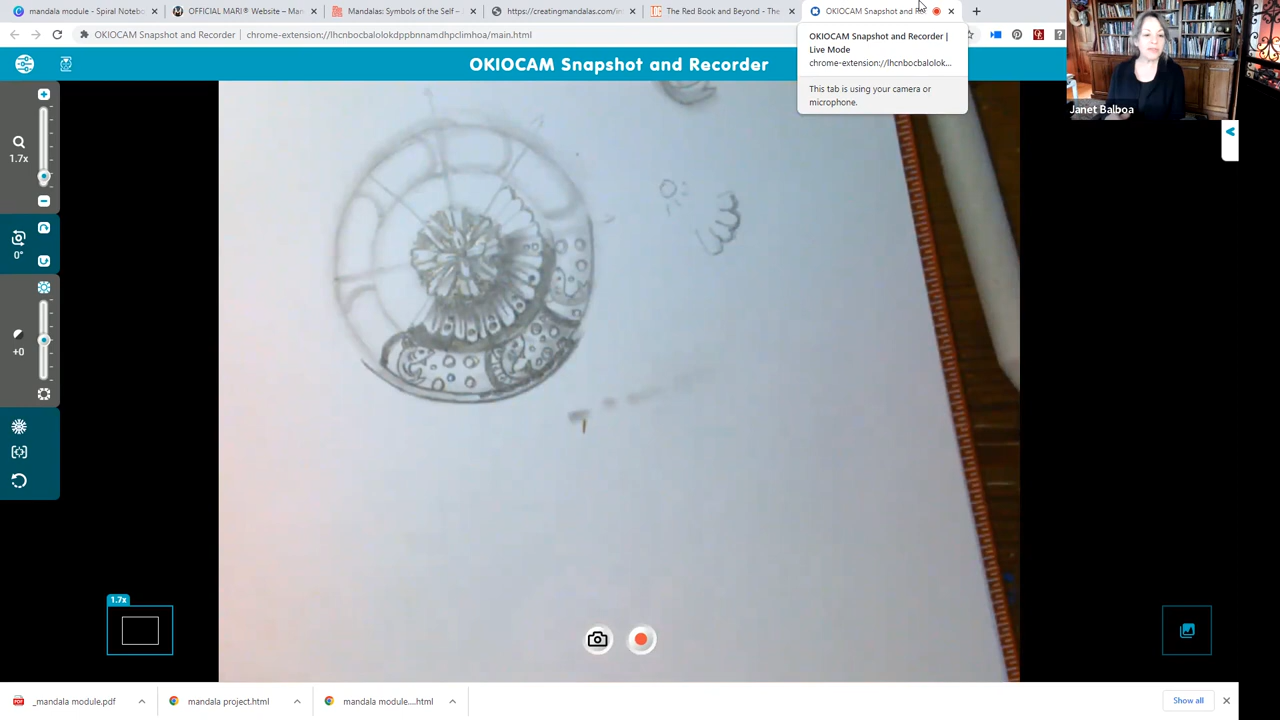 mandala module - Spiral Noteb
OFFICIAL MARI® Website – Man
Mandalas: Symbols of the Self –
https://creatingmandalas.com/in
The Red Book and Beyond - The
OKIOCAM Snapshot and Re
OKIOCAM Snapshot and Recorder | chrome-extension://lhcnbocbalolokdppbnnamdhpclimhoa/main.html
OKIOCAM Snapshot and Recorder |
Live Mode
chrome-extension://lhcnbocbalolok...
This tab is using your camera or
microphone.
OKIOCAM Snapshot and Recorder
Janet Balboa
1.7x
0°
+0
1.7x
_mandala module.pdf
mandala project.html
mandala module....html
Show all